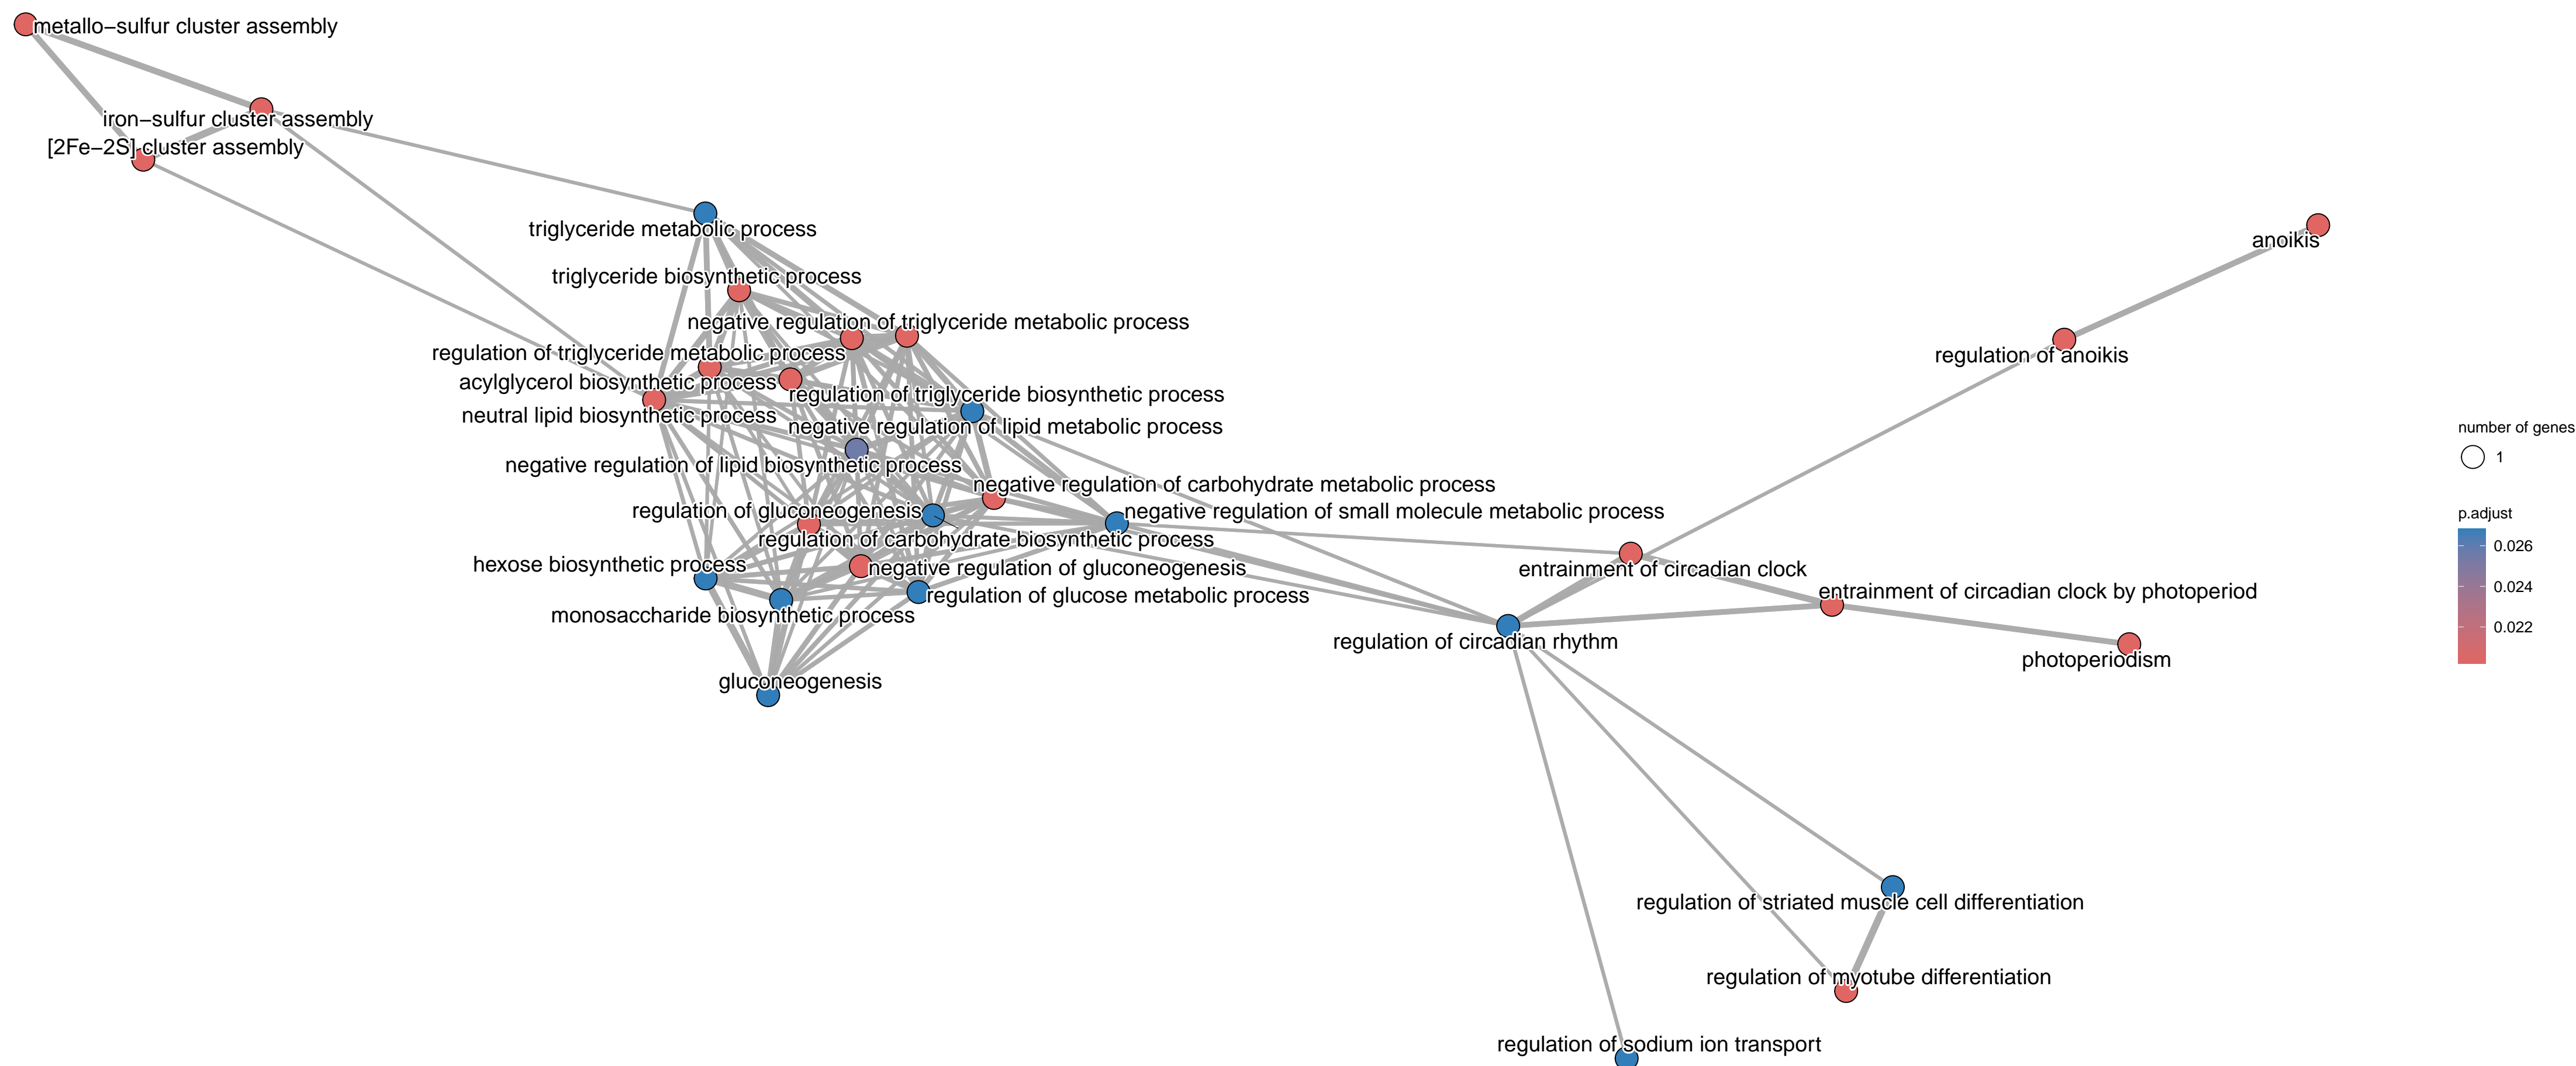 metallo−sulfur cluster assembly
iron−sulfur cluster assembly
[2Fe−2S] cluster assembly
triglyceride metabolic process
anoikis
triglyceride biosynthetic process
negative regulation of triglyceride metabolic process
regulation of triglyceride metabolic process
regulation of anoikis
acylglycerol biosynthetic process
regulation of triglyceride biosynthetic process
neutral lipid biosynthetic process
negative regulation of lipid metabolic process
negative regulation of lipid biosynthetic process
negative regulation of carbohydrate metabolic process
regulation of gluconeogenesis
negative regulation of small molecule metabolic process
regulation of carbohydrate biosynthetic process
hexose biosynthetic process
negative regulation of gluconeogenesis
entrainment of circadian clock
entrainment of circadian clock by photoperiod
regulation of glucose metabolic process
monosaccharide biosynthetic process
regulation of circadian rhythm
photoperiodism
gluconeogenesis
regulation of striated muscle cell differentiation
regulation of myotube differentiation
regulation of sodium ion transport
number of genes
1
p.adjust
0.026
0.024
0.022